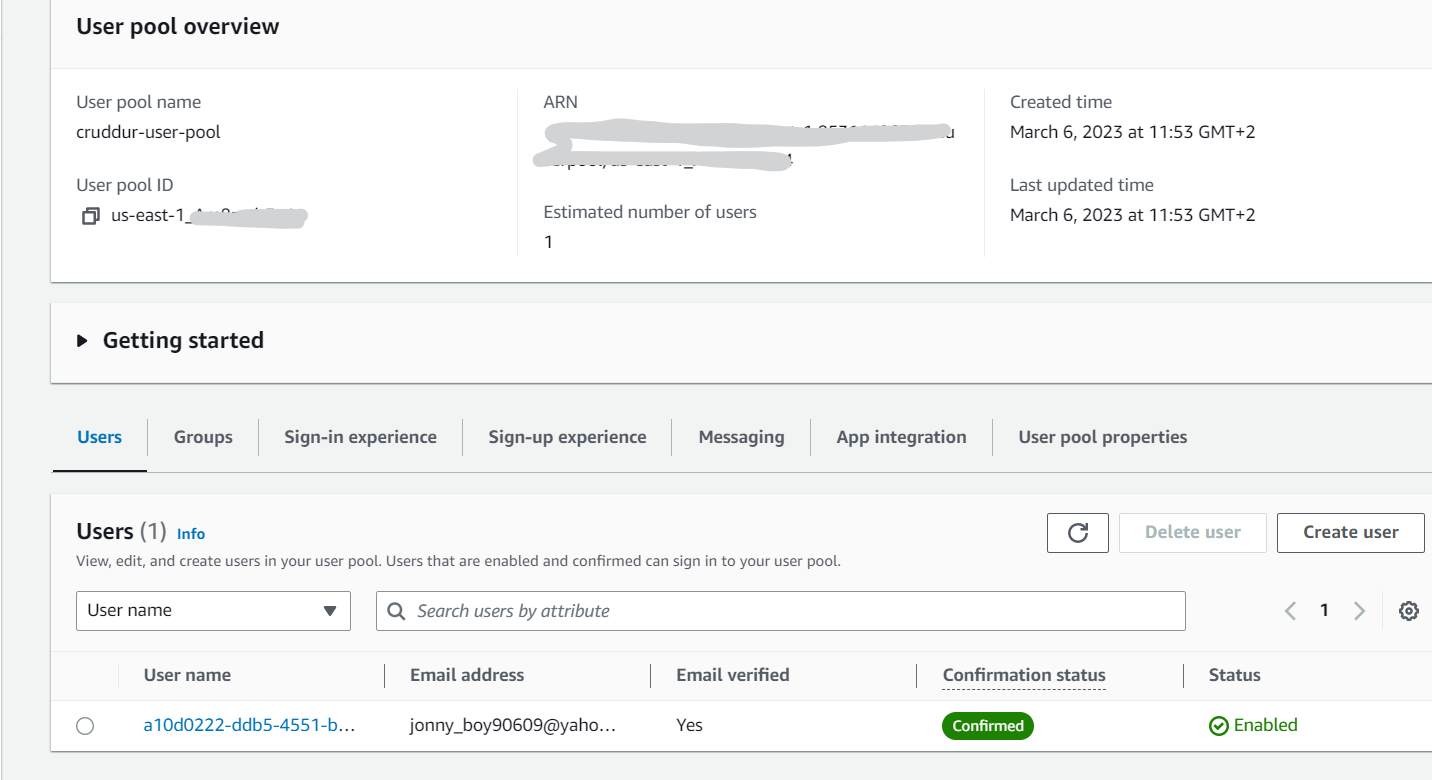 User pool overview
User pool name
cruddur-user-pool
ARN
Created time
March 6, 2023 at 11:53 GMT+2
User pool ID
us-east-1_
Estimated number of users
1
Last updated time
March 6, 2023 at 11:53 GMT+2
Getting started
Users
Groups
Sign-in experience
Sign-up experience
Messaging
App integration
User pool properties
Users (1) Info
Delete user
Create user
View, edit, and create users in your user pool. Users that are enabled and confirmed can sign in to your user pool.
User name
Search users by attribute
1
User name
Email address
Email verified
Confirmation status
Status
a10d0222-ddb5-4551-b...
jonny_boy90609@yaho...
Yes
Confirmed
Enabled